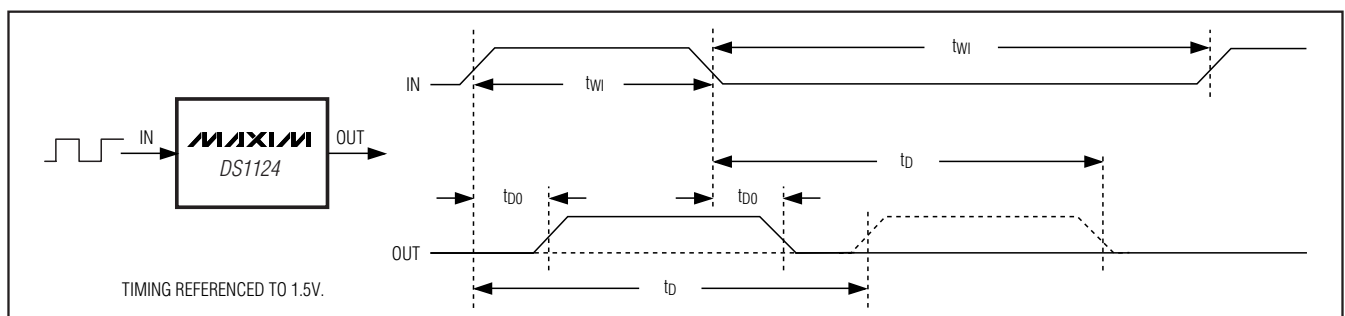 IN
tWI
tWI
IN
MAXIM
DS1124
OUT
tD
tD0
tD0
OUT
tD
TIMING REFERENCED TO 1.5V.